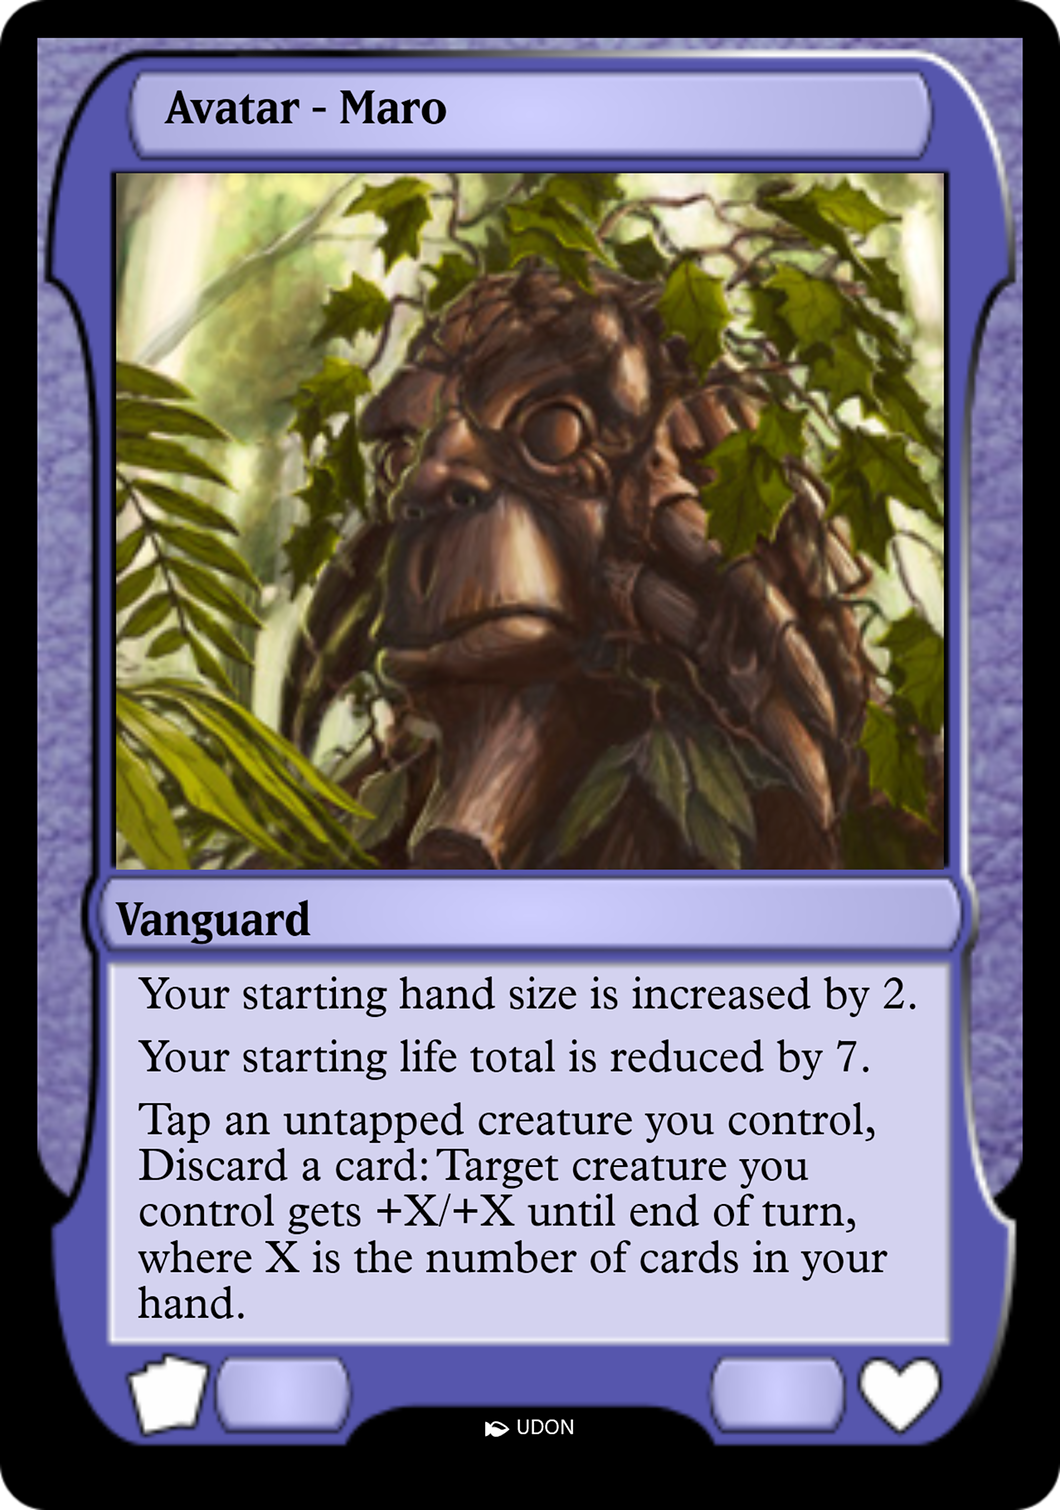 Avatar - Maro
Vanguard
Your starting hand size is increased by 2.
Your starting life total is reduced by 7.
Tap an untapped creature you control,
Discard a card: Target creature you
control gets +X/+X until end of turn,
where X is the number of cards in your
hand.
UDON